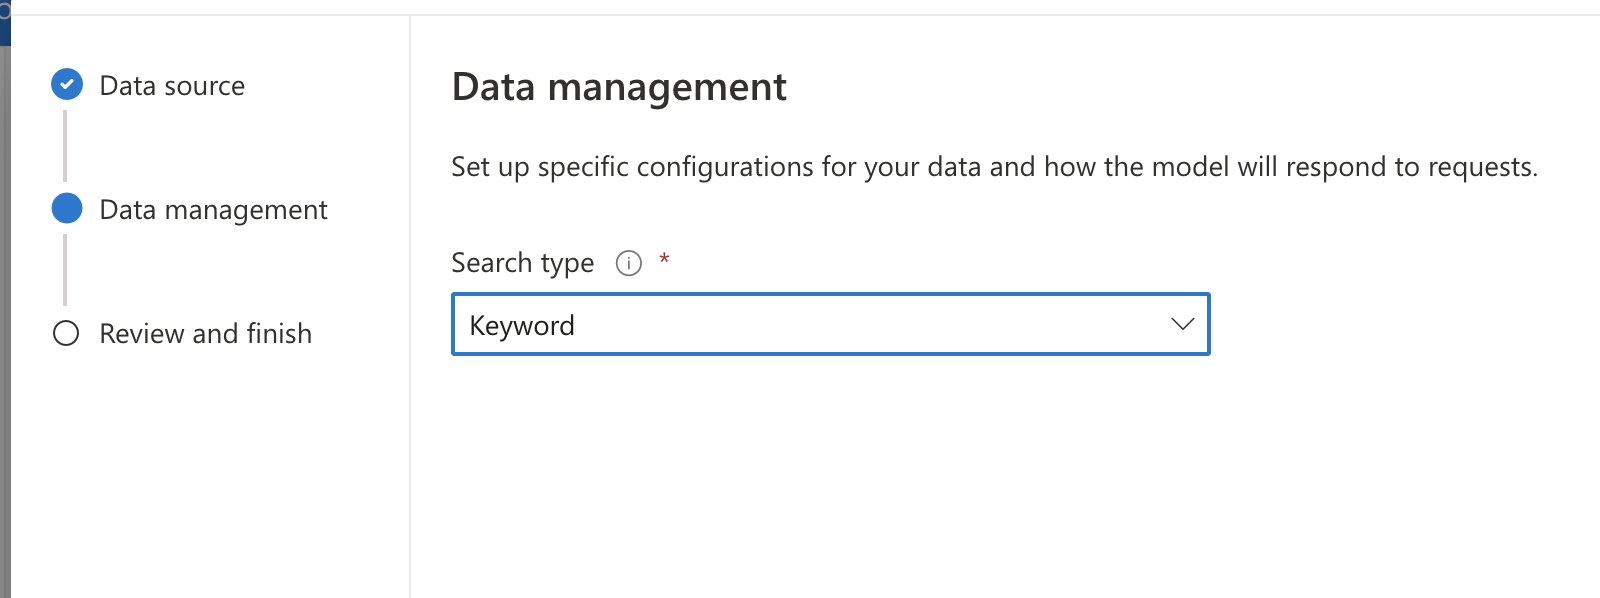 Data source
Data management
Review and finish
Data management
Set up specific configurations for your data and how the model will respond to requests.
Search type *
Keyword